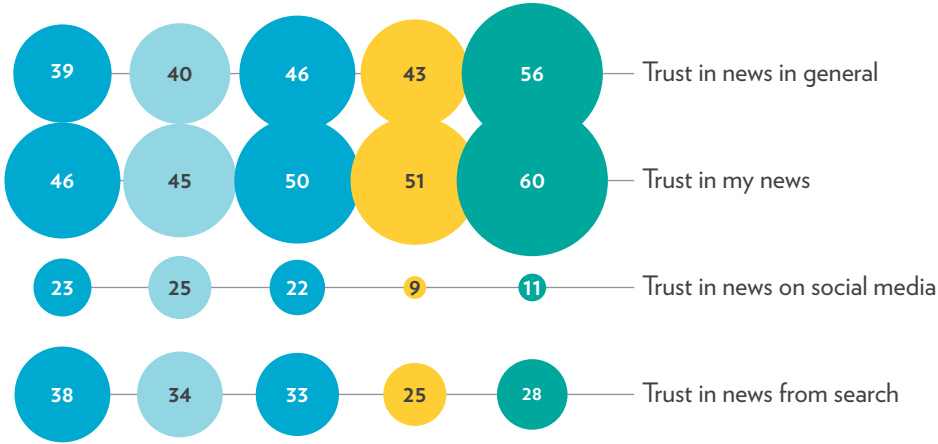 39 40 46 43 56 Trust in news in general
46 45 50 51 60 Trust in my news
23 25 22 9 11 Trust in news on social media
38 34 33 25 28 Trust in news from search